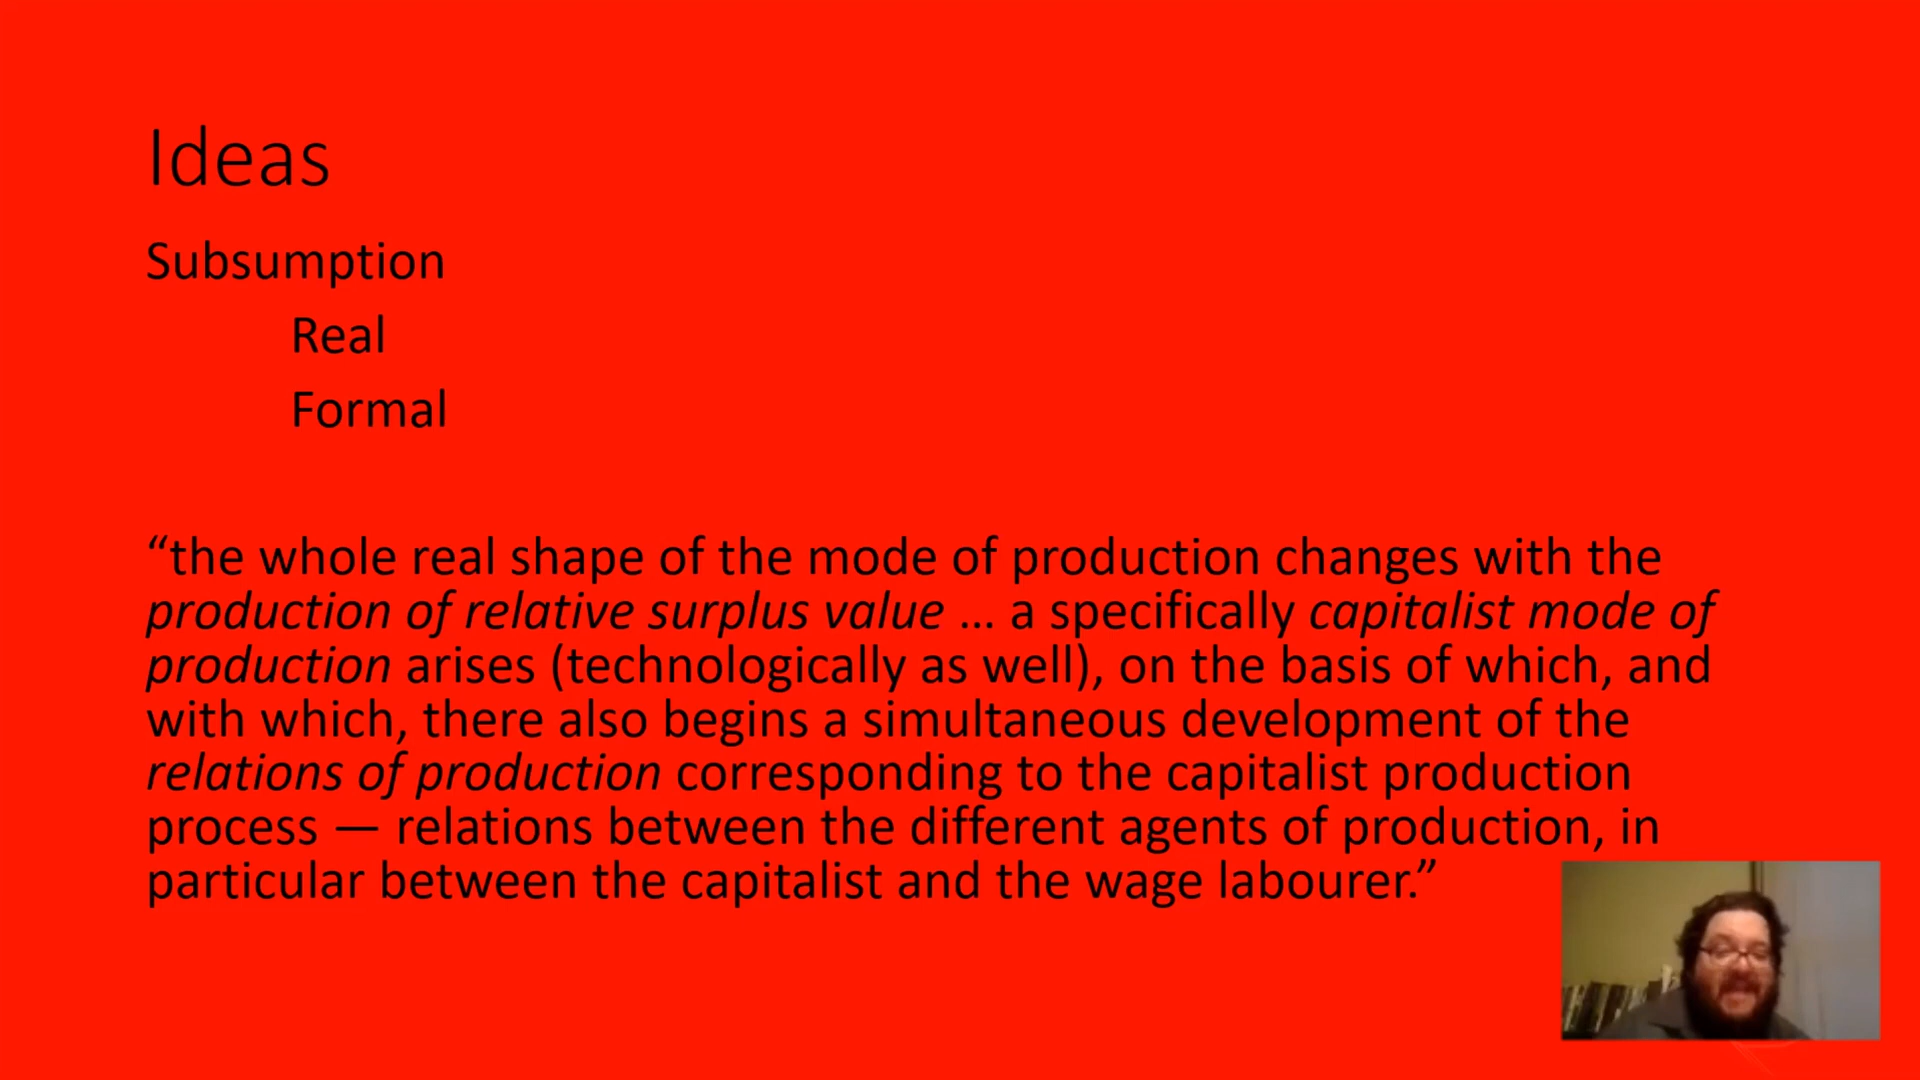 Ideas
Subsumption
Real
Formal
“the whole real shape of the mode of production changes with the
production of relative surplus value ... a specifically capitalist mode of
production arises (technologically as well), on the basis of which, and
with which, there also begins a simultaneous development of the
relations of production corresponding to the capitalist production
process — relations between the different agents of production, in
particular between the capitalist and the wage labourer.”